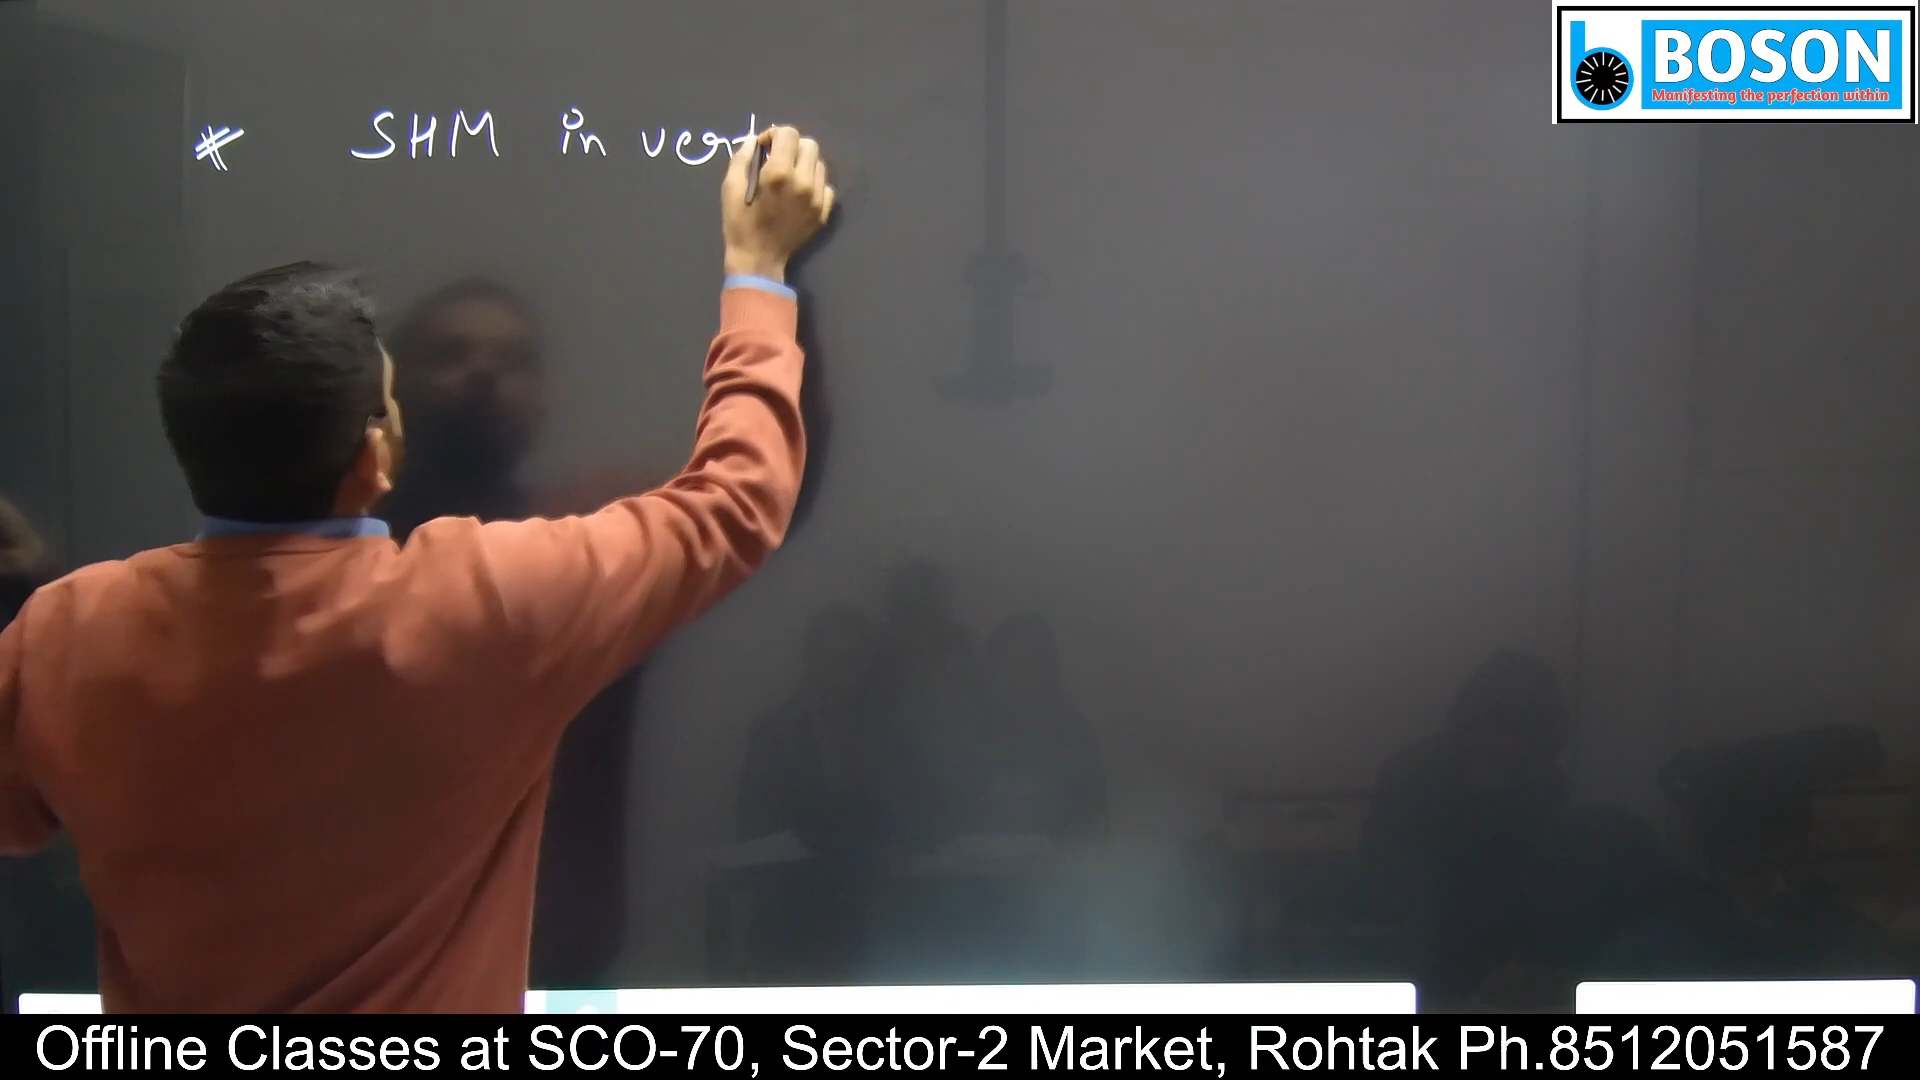 BOSON
Manifesting the perfection within
# SHM in vert
Offline Classes at SCO-70, Sector-2 Market, Rohtak Ph.8512051587